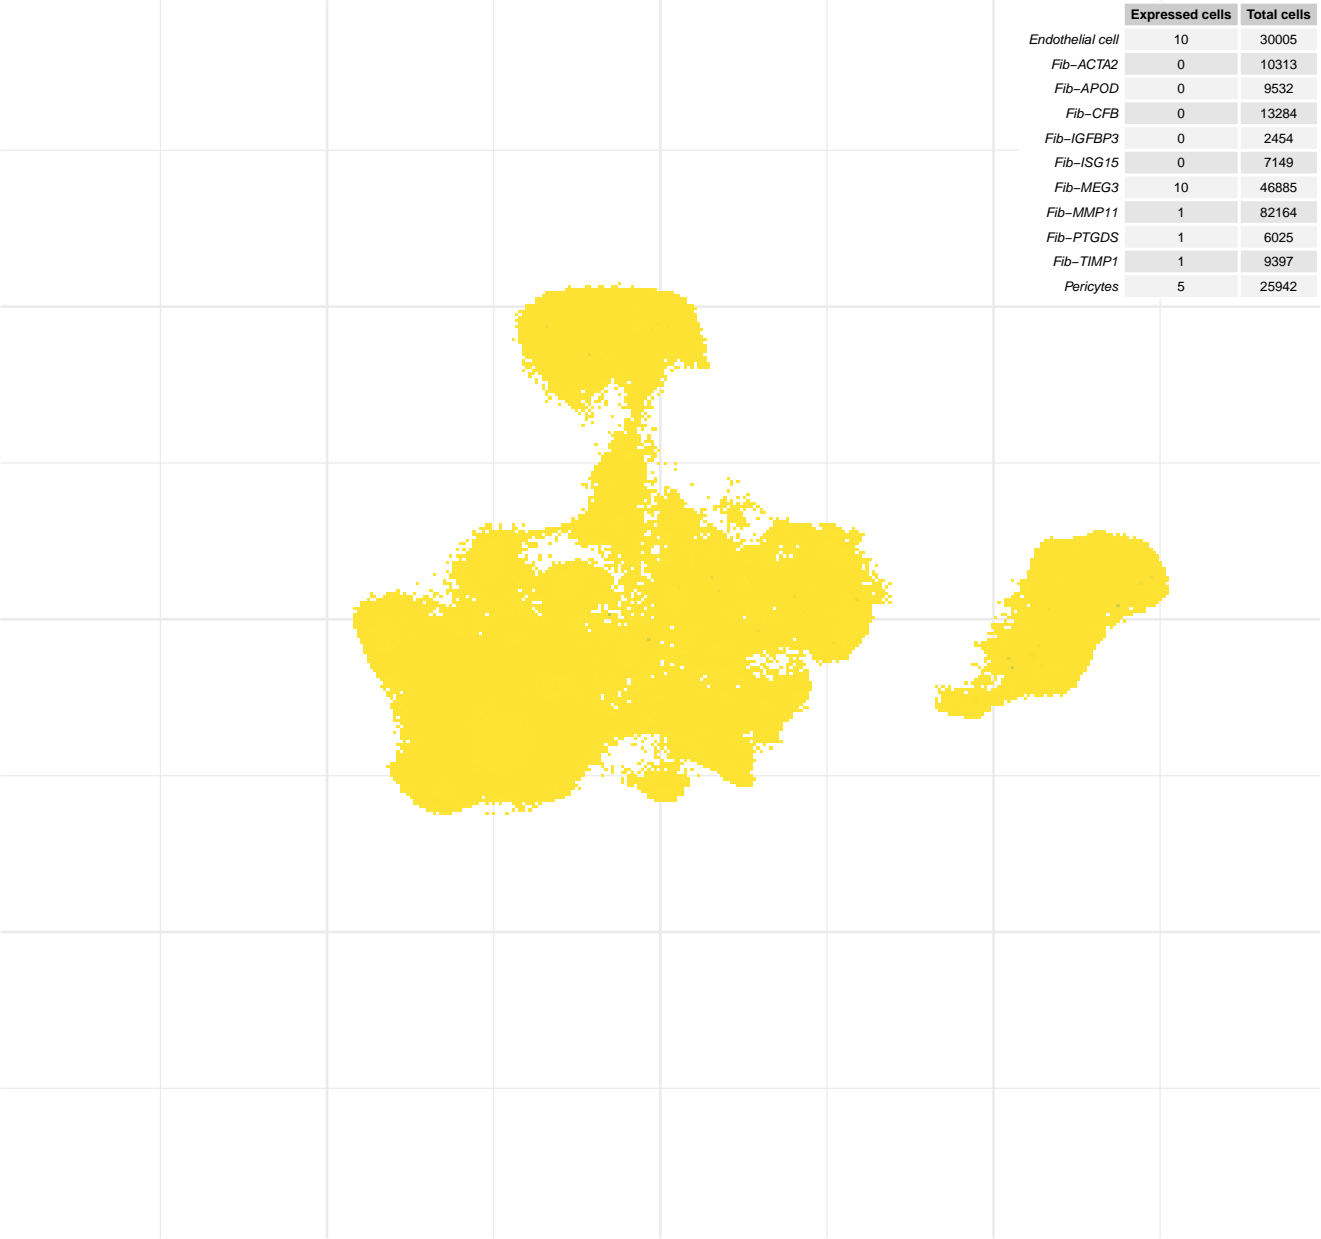 Expressed cells Total cells
Endothelial cell 10 30005
Fib−ACTA2 0 10313
Fib−APOD 0 9532
Fib−CFB 0 13284
Fib−IGFBP3 0 2454
Fib−ISG15 0 7149
Fib−MEG3 10 46885
Fib−MMP11 1 82164
Fib−PTGDS 1 6025
Fib−TIMP1 1 9397
Pericytes 5 25942